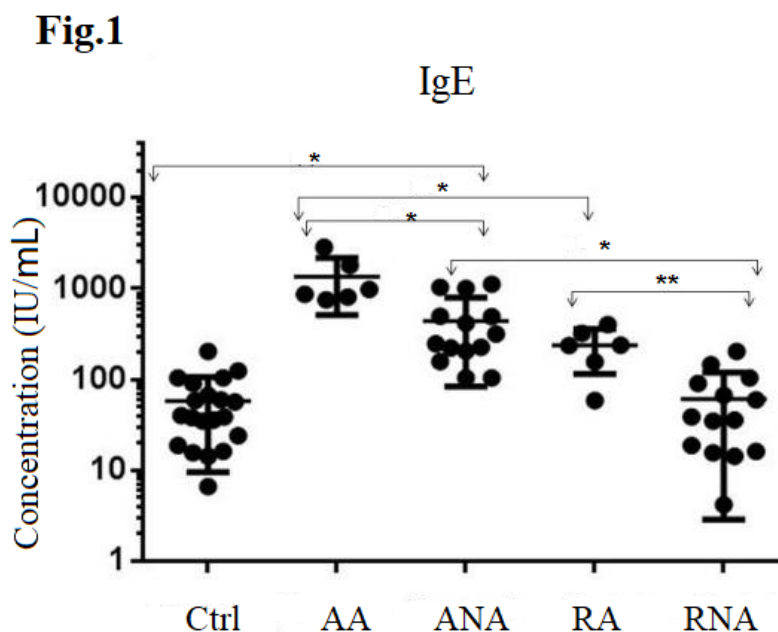 Fig.1
IgE
Concentration (IU/mL)
10000
1000
100
10
1
*
*
*
*
**
Ctrl AA ANA RA RNA